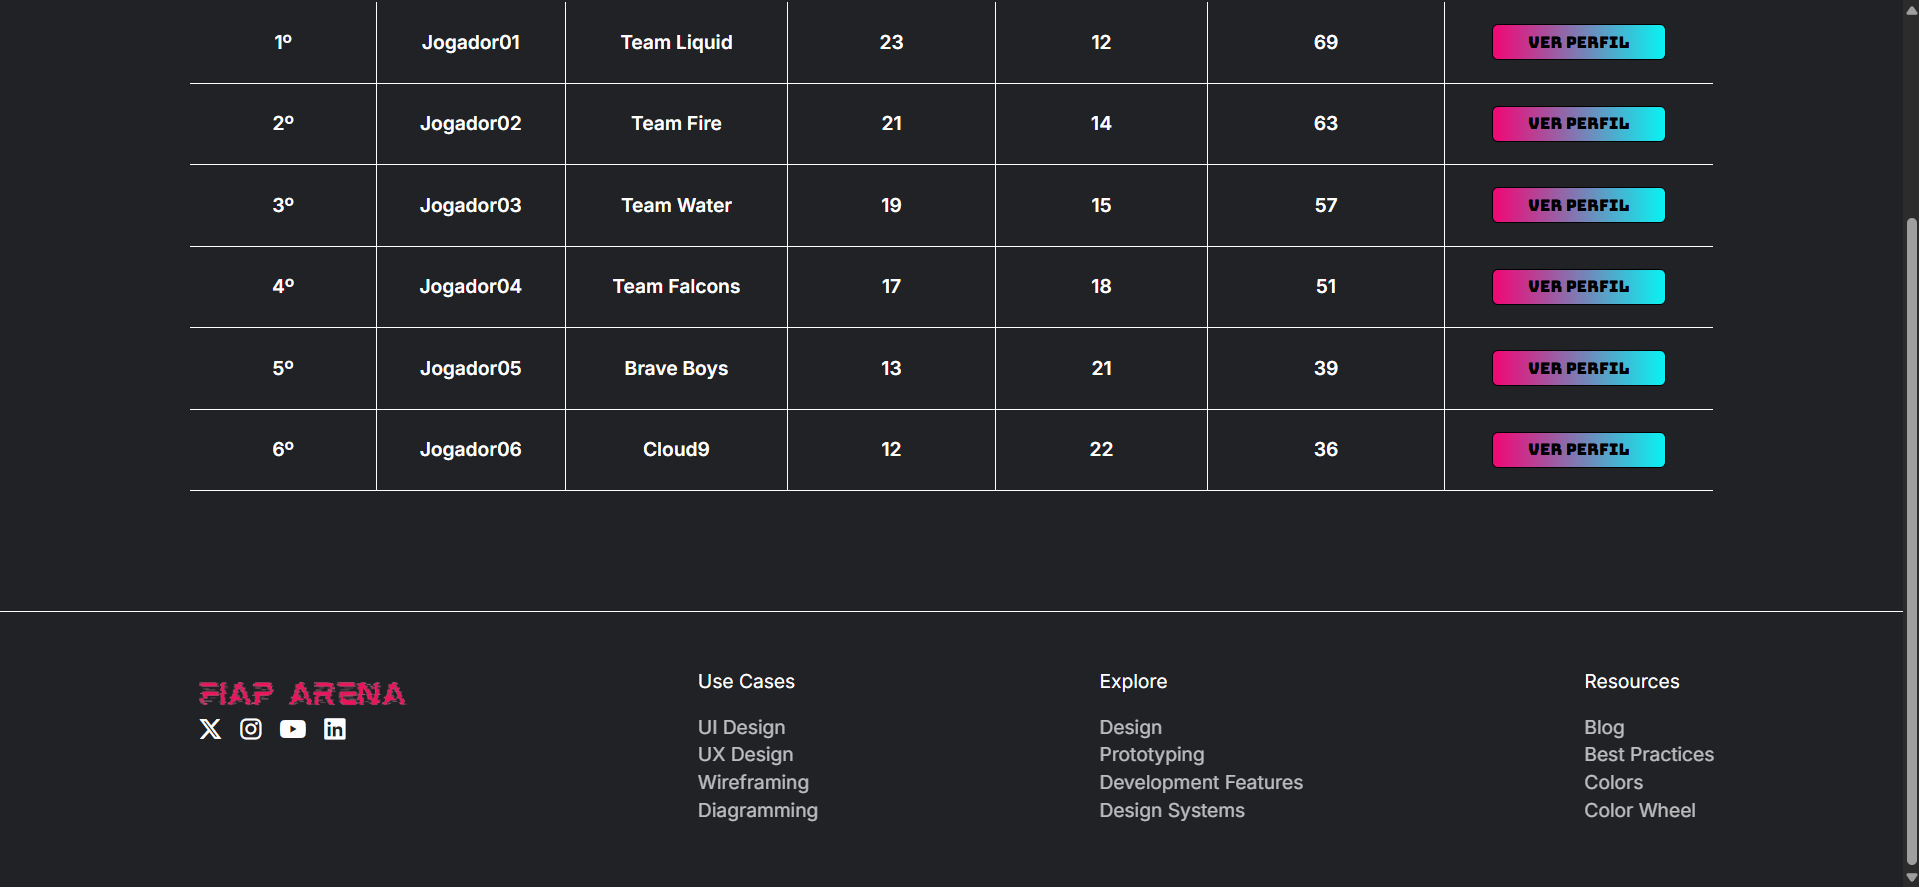 1º Jogador01 Team Liquid 23 12 69 VER PERFIL
2º Jogador02 Team Fire 21 14 63 VER PERFIL
3º Jogador03 Team Water 19 15 57 VER PERFIL
4º Jogador04 Team Falcons 17 18 51 VER PERFIL
5º Jogador05 Brave Boys 13 21 39 VER PERFIL
6º Jogador06 Cloud9 12 22 36 VER PERFIL
FIAP ARENA
Use Cases
UI Design
UX Design
Wireframing
Diagramming
Explore
Design
Prototyping
Development Features
Design Systems
Resources
Blog
Best Practices
Colors
Color Wheel